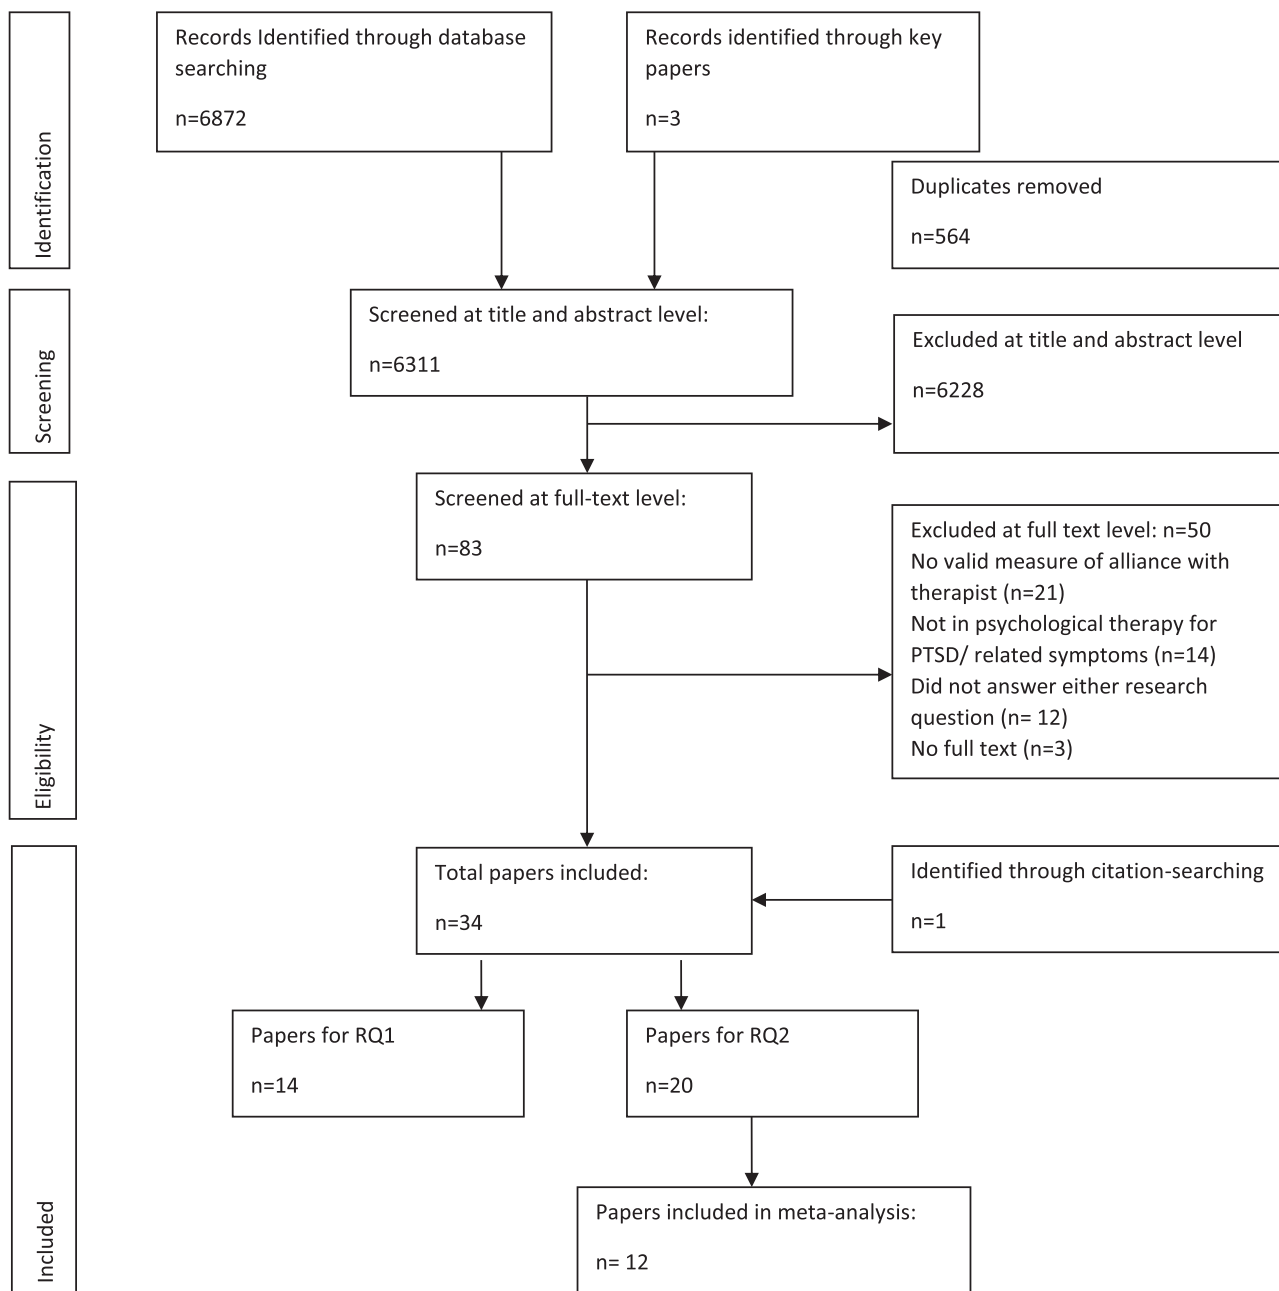 Identification
Records Identified through database
searching
n=6872
Records identified through key
papers
n=3
Duplicates removed
n=564
Screening
Screened at title and abstract level:
n=6311
Excluded at title and abstract level
n=6228
Eligibility
Screened at full-text level:
n=83
Excluded at full text level: n=50
No valid measure of alliance with
therapist (n=21)
Not in psychological therapy for
PTSD/ related symptoms (n=14)
Did not answer either research
question (n= 12)
No full text (n=3)
Included
Total papers included:
n=34
Identified through citation-searching
n=1
Papers for RQ1
n=14
Papers for RQ2
n=20
Papers included in meta-analysis:
n= 12